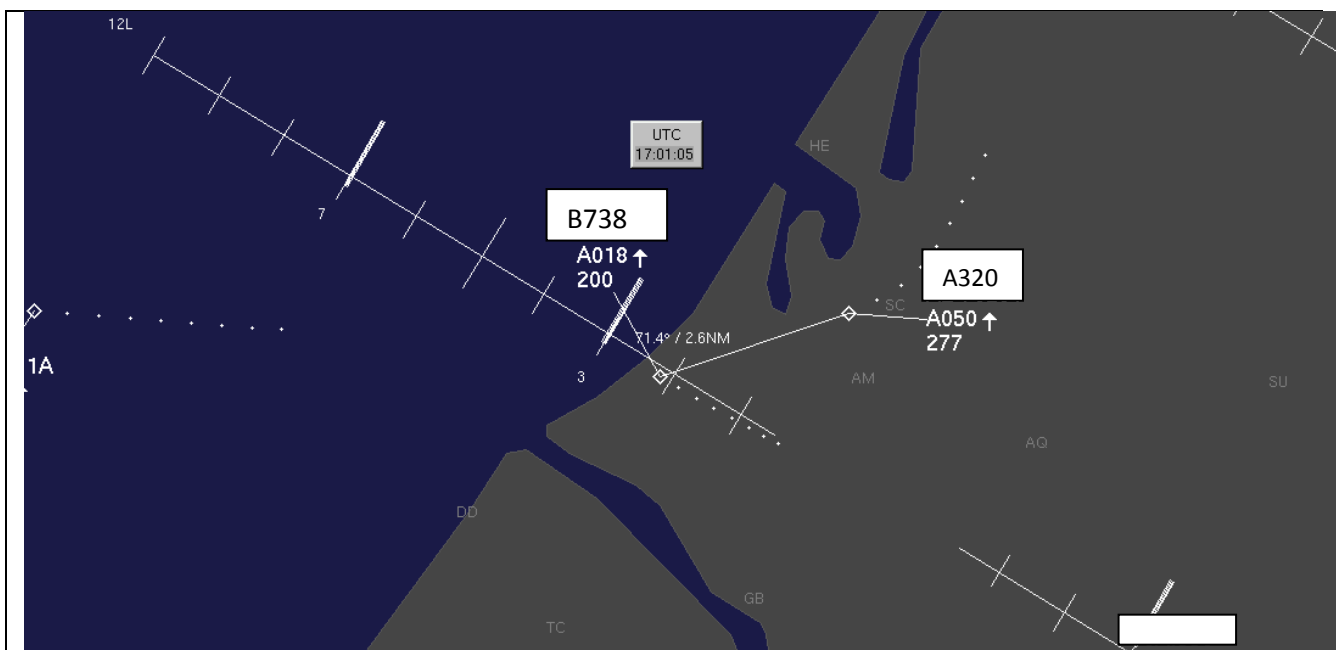 12L
UTC
17:01:05
HE
7
B738
A018↑
200
A320
SC
A050↑
277
71.4° / 2.6NM
1A
3
AM
SU
AQ
DD
GB
TC